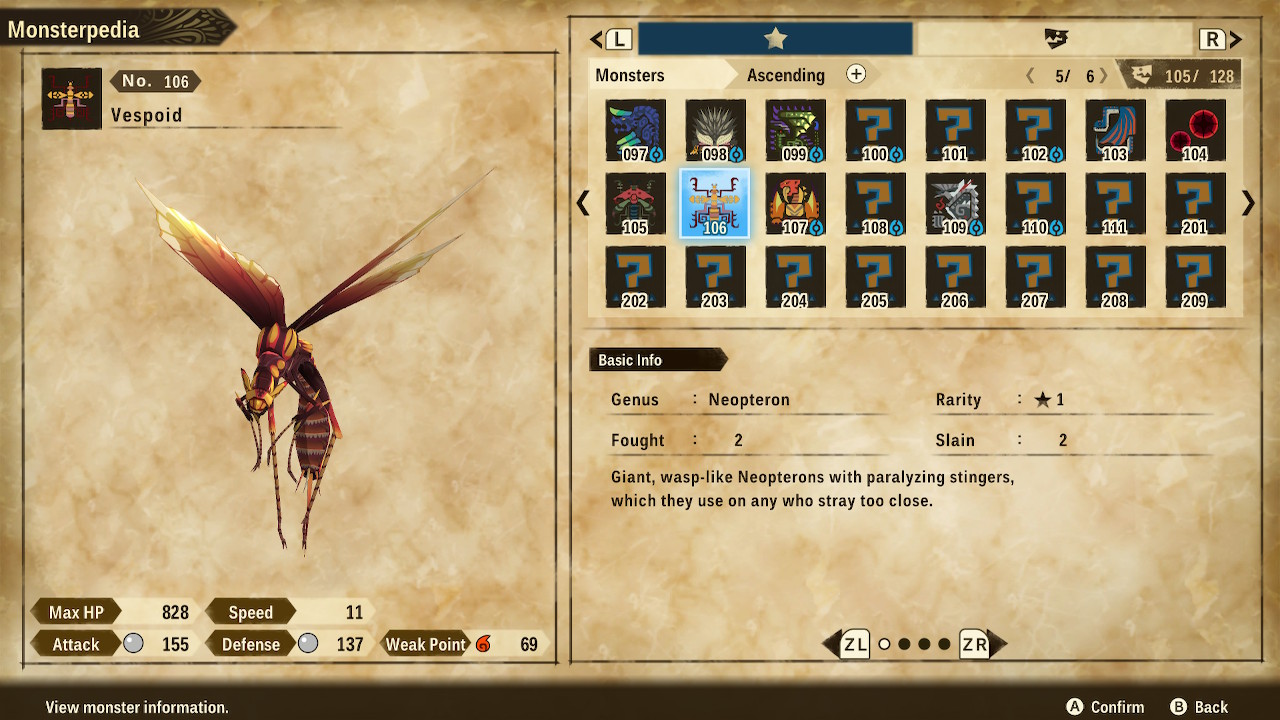 Monsterpedia
No. 106
Vespoid
Max HP 828
Speed 11
Attack 155
Defense 137
Weak Point 69
L
R
Monsters
Ascending
5/ 6
105/ 128
097 098 099 100 101 102 103 104
105 106 107 108 109 110 111 201
202 203 204 205 206 207 208 209
Basic Info
Genus : Neopteron
Rarity : ★ 1
Fought : 2
Slain : 2
Giant, wasp-like Neopterons with paralyzing stingers,
which they use on any who stray too close.
ZL
ZR
View monster information.
A Confirm
B Back